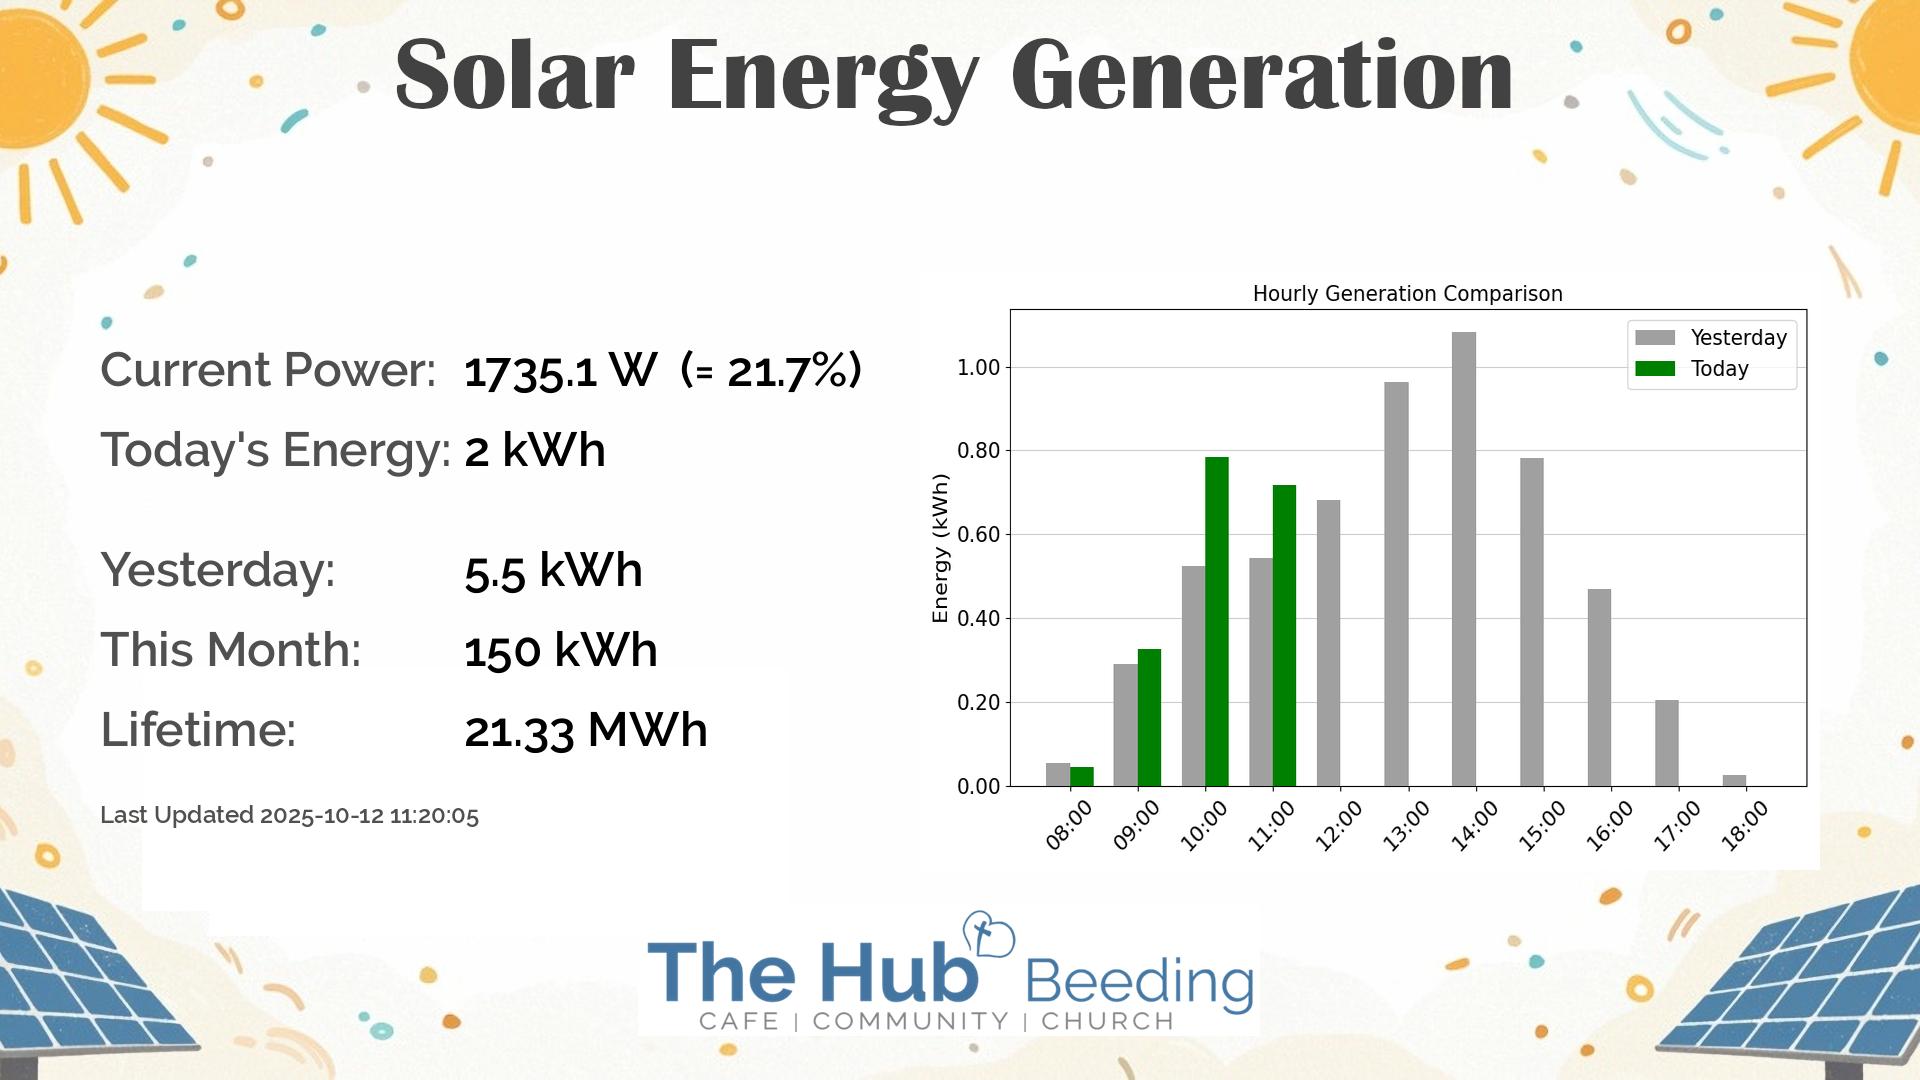 Solar Energy Generation
Current Power: 1735.1 W (= 21.7%)
Today's Energy: 2 kWh
Yesterday: 5.5 kWh
This Month: 150 kWh
Lifetime: 21.33 MWh
Last Updated 2025-10-12 11:20:05
Hourly Generation Comparison
Yesterday
Today
Energy (kWh)
1.00
0.80
0.60
0.40
0.20
0.00
08:00 09:00 10:00 11:00 12:00 13:00 14:00 15:00 16:00 17:00 18:00
The Hub Beeding
CAFE | COMMUNITY | CHURCH